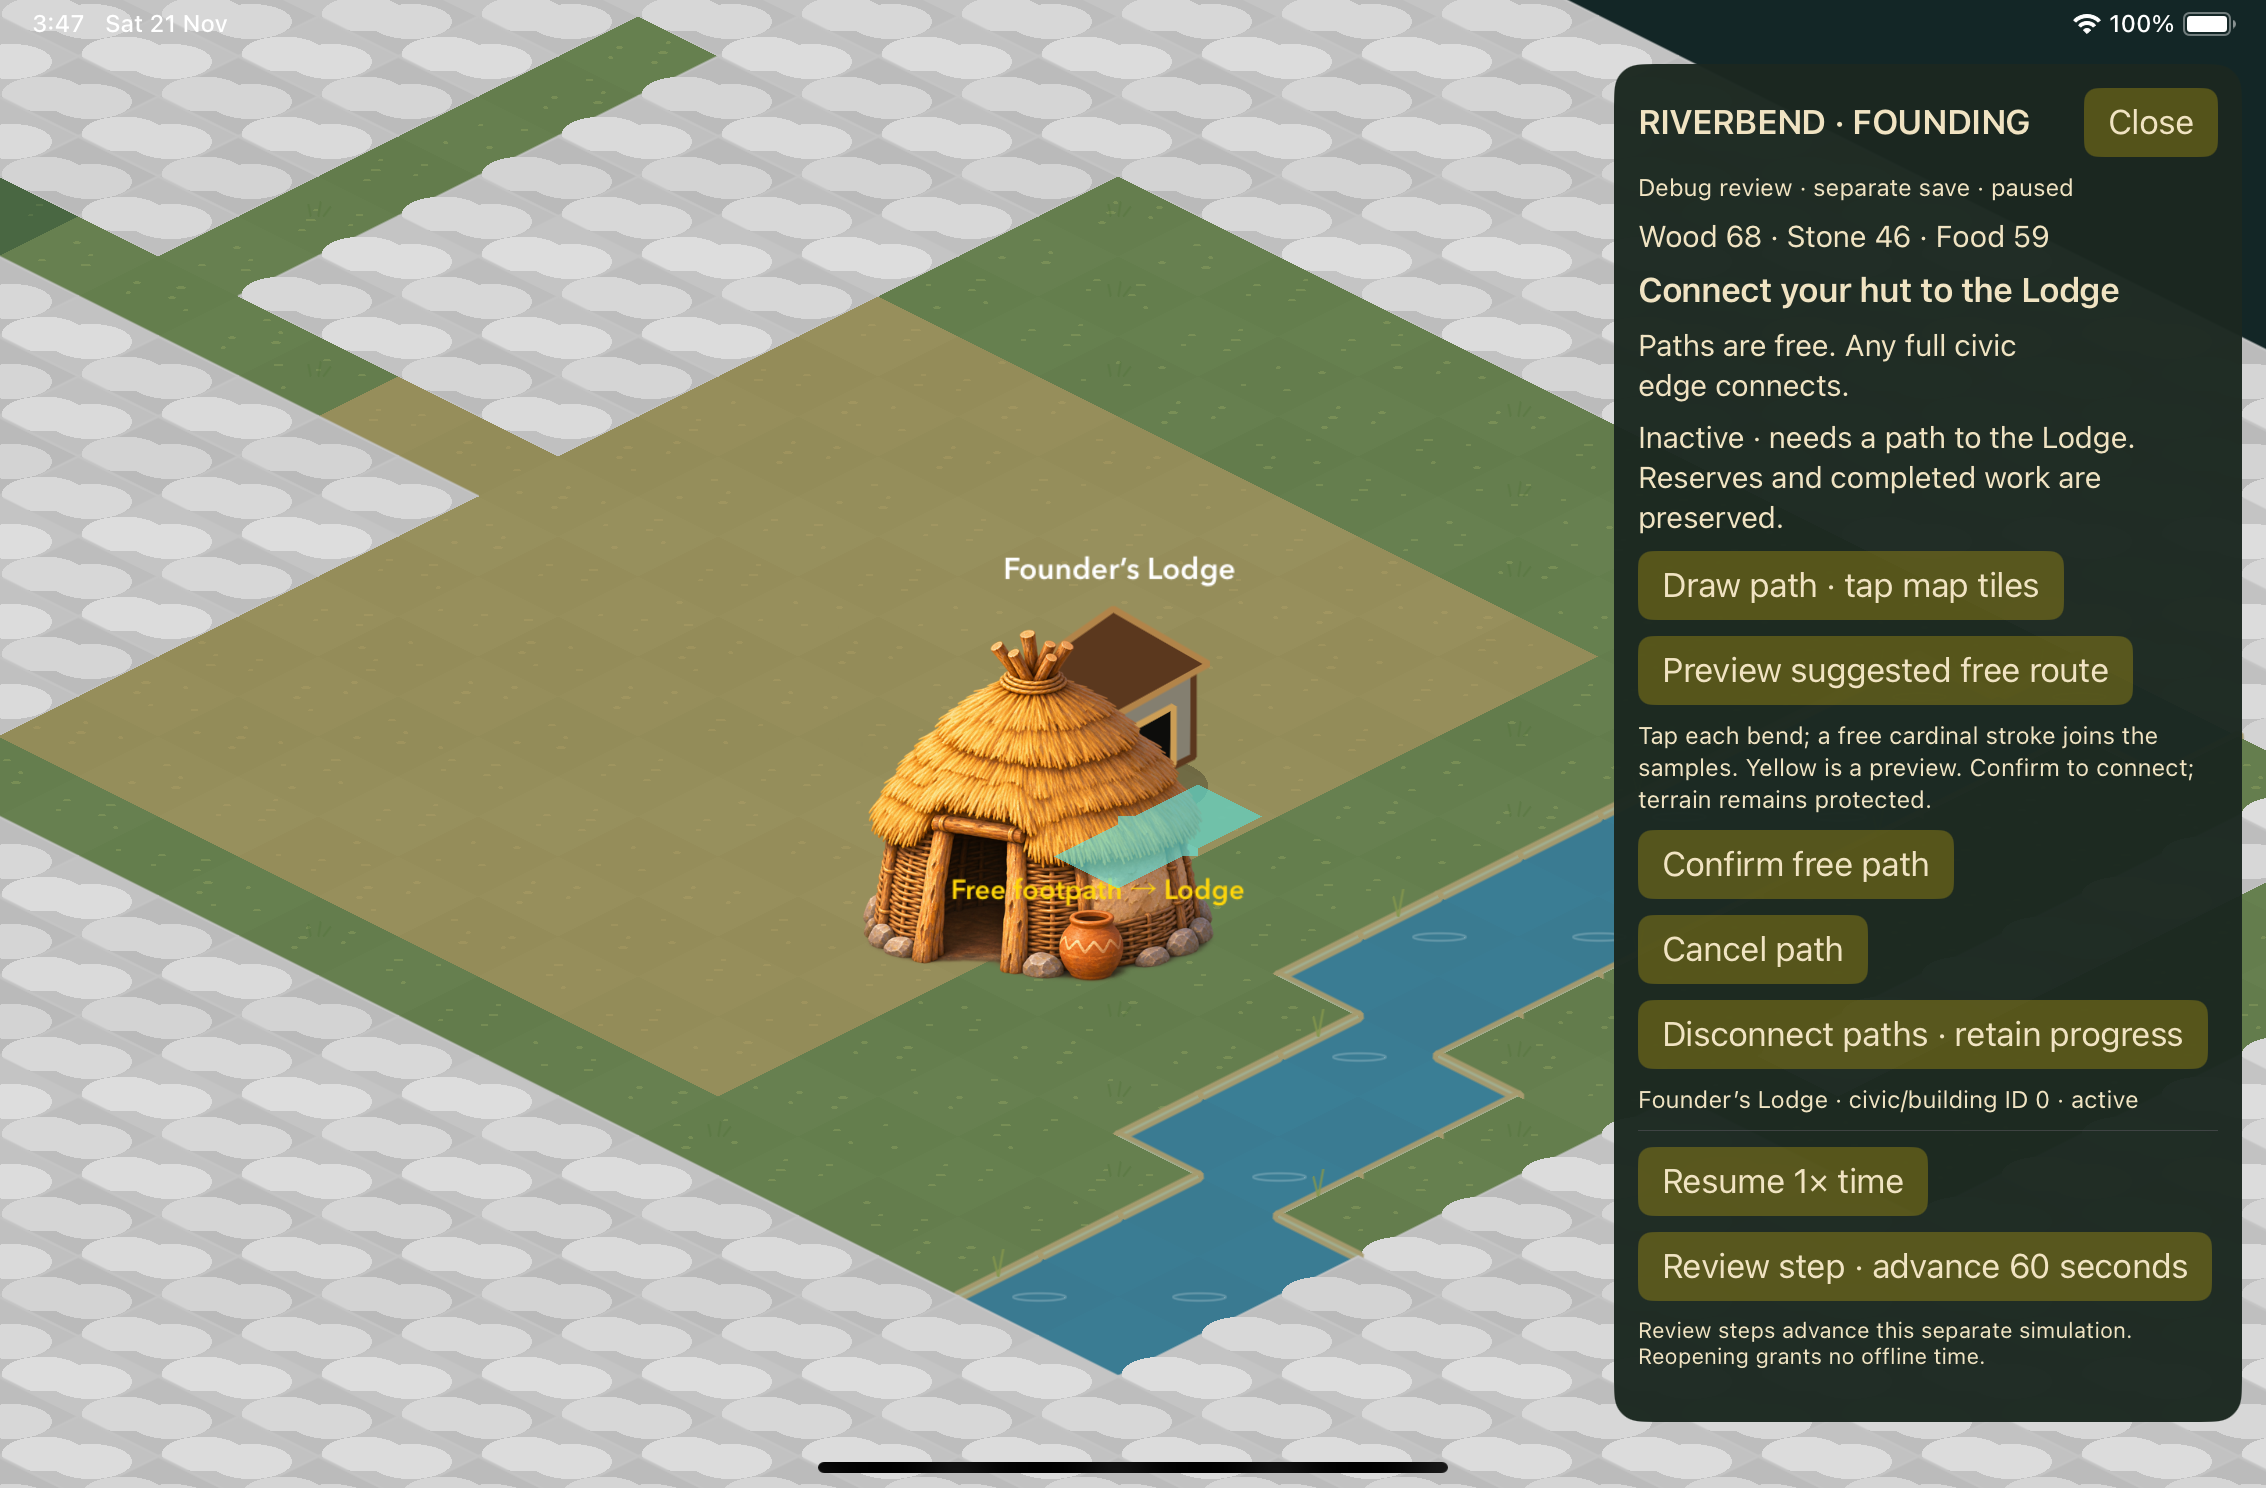 3:47 Sat 21 Nov
100%
RIVERBEND · FOUNDING
Close
Debug review · separate save · paused
Wood 68 · Stone 46 · Food 59
Connect your hut to the Lodge
Paths are free. Any full civic
edge connects.
Inactive · needs a path to the Lodge.
Reserves and completed work are
preserved.
Draw path · tap map tiles
Preview suggested free route
Tap each bend; a free cardinal stroke joins the
samples. Yellow is a preview. Confirm to connect;
terrain remains protected.
Confirm free path
Cancel path
Disconnect paths · retain progress
Founder’s Lodge · civic/building ID 0 · active
Resume 1× time
Review step · advance 60 seconds
Review steps advance this separate simulation.
Reopening grants no offline time.
Founder’s Lodge
Free footpath → Lodge